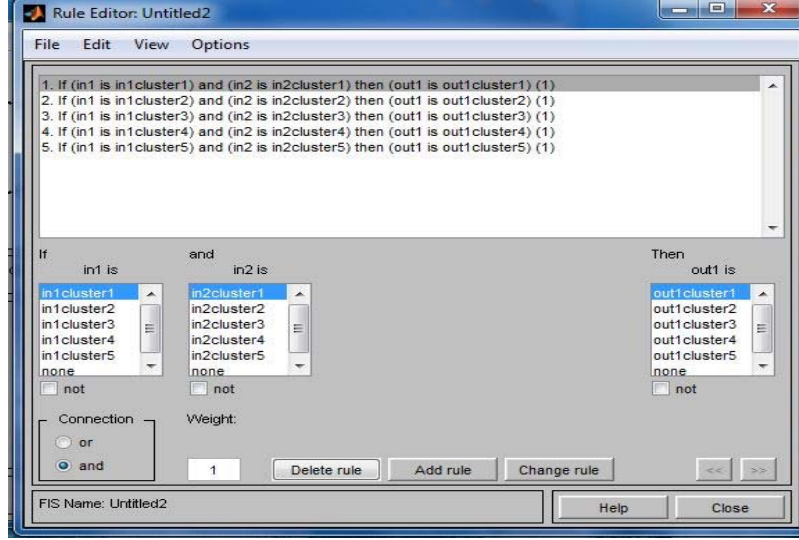 Rule Editor: Untitled2
File Edit View Options
1. If (in1 is in1cluster1) and (in2 is in2cluster1) then (out1 is out1cluster1) (1)
2. If (in1 is in1cluster2) and (in2 is in2cluster2) then (out1 is out1cluster2) (1)
3. If (in1 is in1cluster3) and (in2 is in2cluster3) then (out1 is out1cluster3) (1)
4. If (in1 is in1cluster4) and (in2 is in2cluster4) then (out1 is out1cluster4) (1)
5. If (in1 is in1cluster5) and (in2 is in2cluster5) then (out1 is out1cluster5) (1)
If and Then
in1 is in2 is out1 is
in1cluster1 in2cluster1 out1cluster1
in1cluster2 in2cluster2 out1cluster2
in1cluster3 in2cluster3 out1cluster3
in1cluster4 in2cluster4 out1cluster4
in1cluster5 in2cluster5 out1cluster5
none none none
not not not
Connection Weight:
or
and 1 Delete rule Add rule Change rule << >>
FIS Name: Untitled2 Help Close